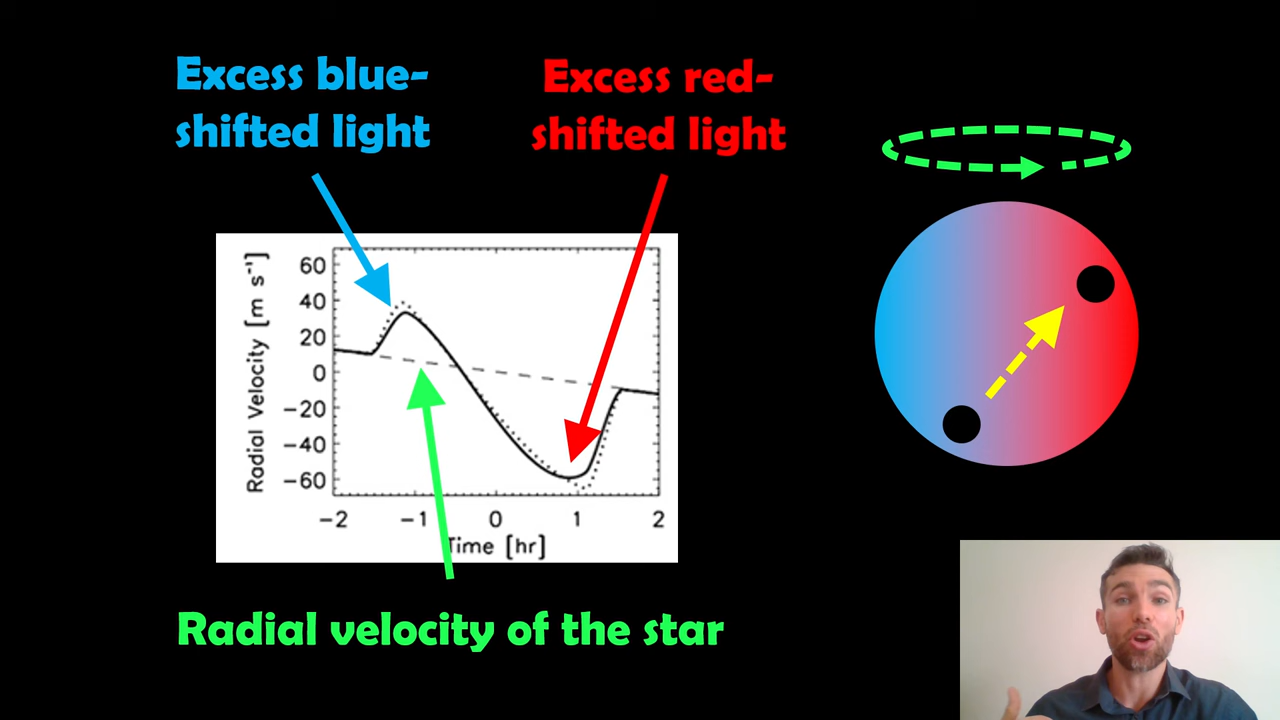 Excess blue-
shifted light
Excess red-
shifted light
Radial Velocity [m s⁻¹]
60
40
20
0
−20
−40
−60
−2 −1 0 1 2
Time [hr]
Radial velocity of the star